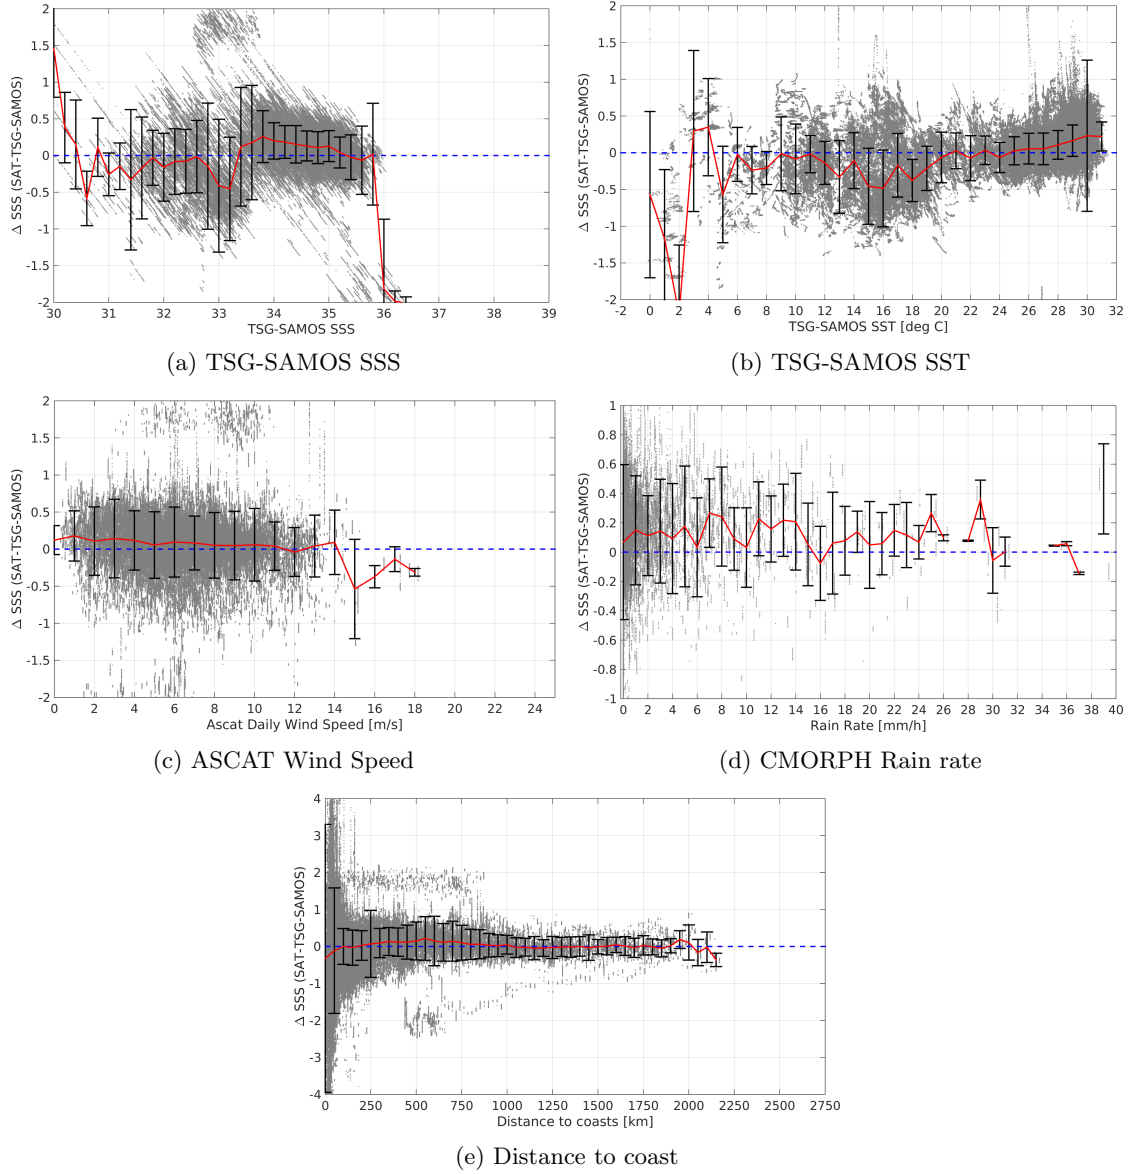 Δ SSS (SAT-TSG-SAMOS)
2
1.5
1
0.5
0
-0.5
-1
-1.5
-2
30 31 32 33 34 35 36 37 38 39
TSG-SAMOS SSS
(a) TSG-SAMOS SSS
Δ SSS (SAT-TSG-SAMOS)
2
1.5
1
0.5
0
-0.5
-1
-1.5
-2
-2 0 2 4 6 8 10 12 14 16 18 20 22 24 26 28 30 32
TSG-SAMOS SST [deg C]
(b) TSG-SAMOS SST
Δ SSS (SAT-TSG-SAMOS)
2
1.5
1
0.5
0
-0.5
-1
-1.5
-2
0 2 4 6 8 10 12 14 16 18 20 22 24
Ascat Daily Wind Speed [m/s]
(c) ASCAT Wind Speed
Δ SSS (SAT-TSG-SAMOS)
1
0.8
0.6
0.4
0.2
0
-0.2
-0.4
-0.6
-0.8
-1
0 2 4 6 8 10 12 14 16 18 20 22 24 26 28 30 32 34 36 38 40
Rain Rate [mm/h]
(d) CMORPH Rain rate
Δ SSS (SAT-TSG-SAMOS)
4
3
2
1
0
-1
-2
-3
-4
0 250 500 750 1000 1250 1500 1750 2000 2250 2500 2750
Distance to coasts [km]
(e) Distance to coast